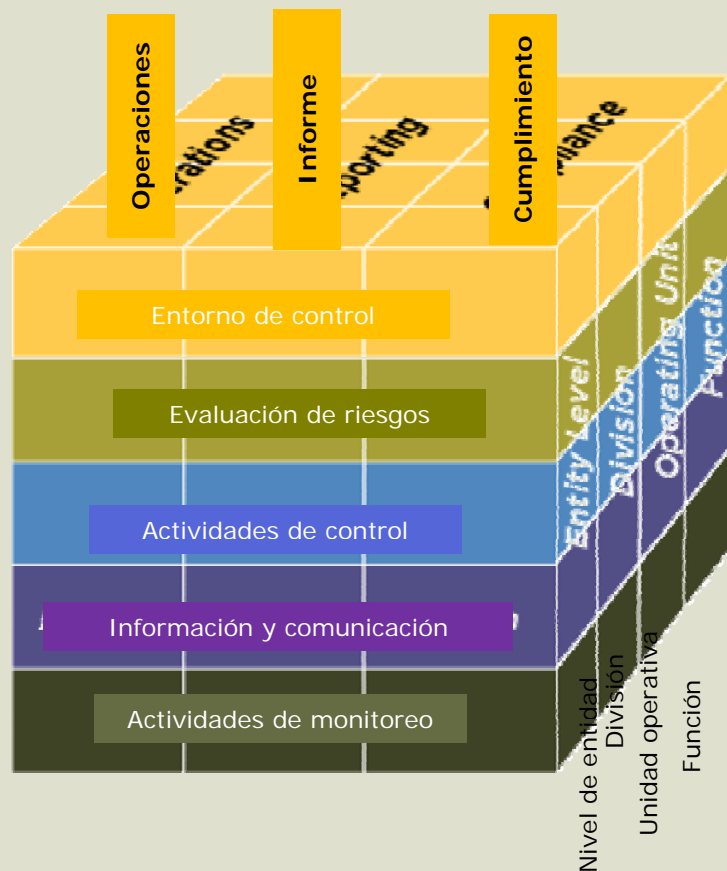 Operaciones
Informe
Cumplimiento
Entorno de control
Evaluación de riesgos
Actividades de control
Información y comunicación
Actividades de monitoreo
Entity Level
Division
Operating Unit
Function
Nivel de entidad
División
Unidad operativa
Función